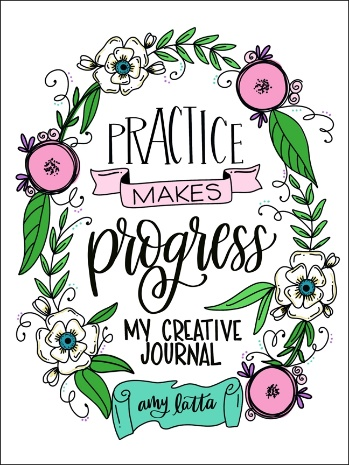 PRACTICE
MAKES
progress
MY CREATIVE
JOURNAL
amy latta